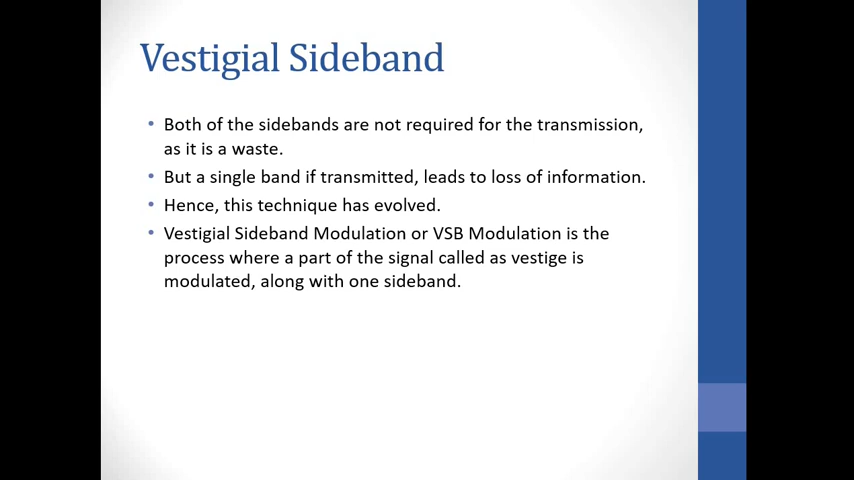 Vestigial Sideband
• Both of the sidebands are not required for the transmission,
as it is a waste.
• But a single band if transmitted, leads to loss of information.
• Hence, this technique has evolved.
• Vestigial Sideband Modulation or VSB Modulation is the
process where a part of the signal called as vestige is
modulated, along with one sideband.